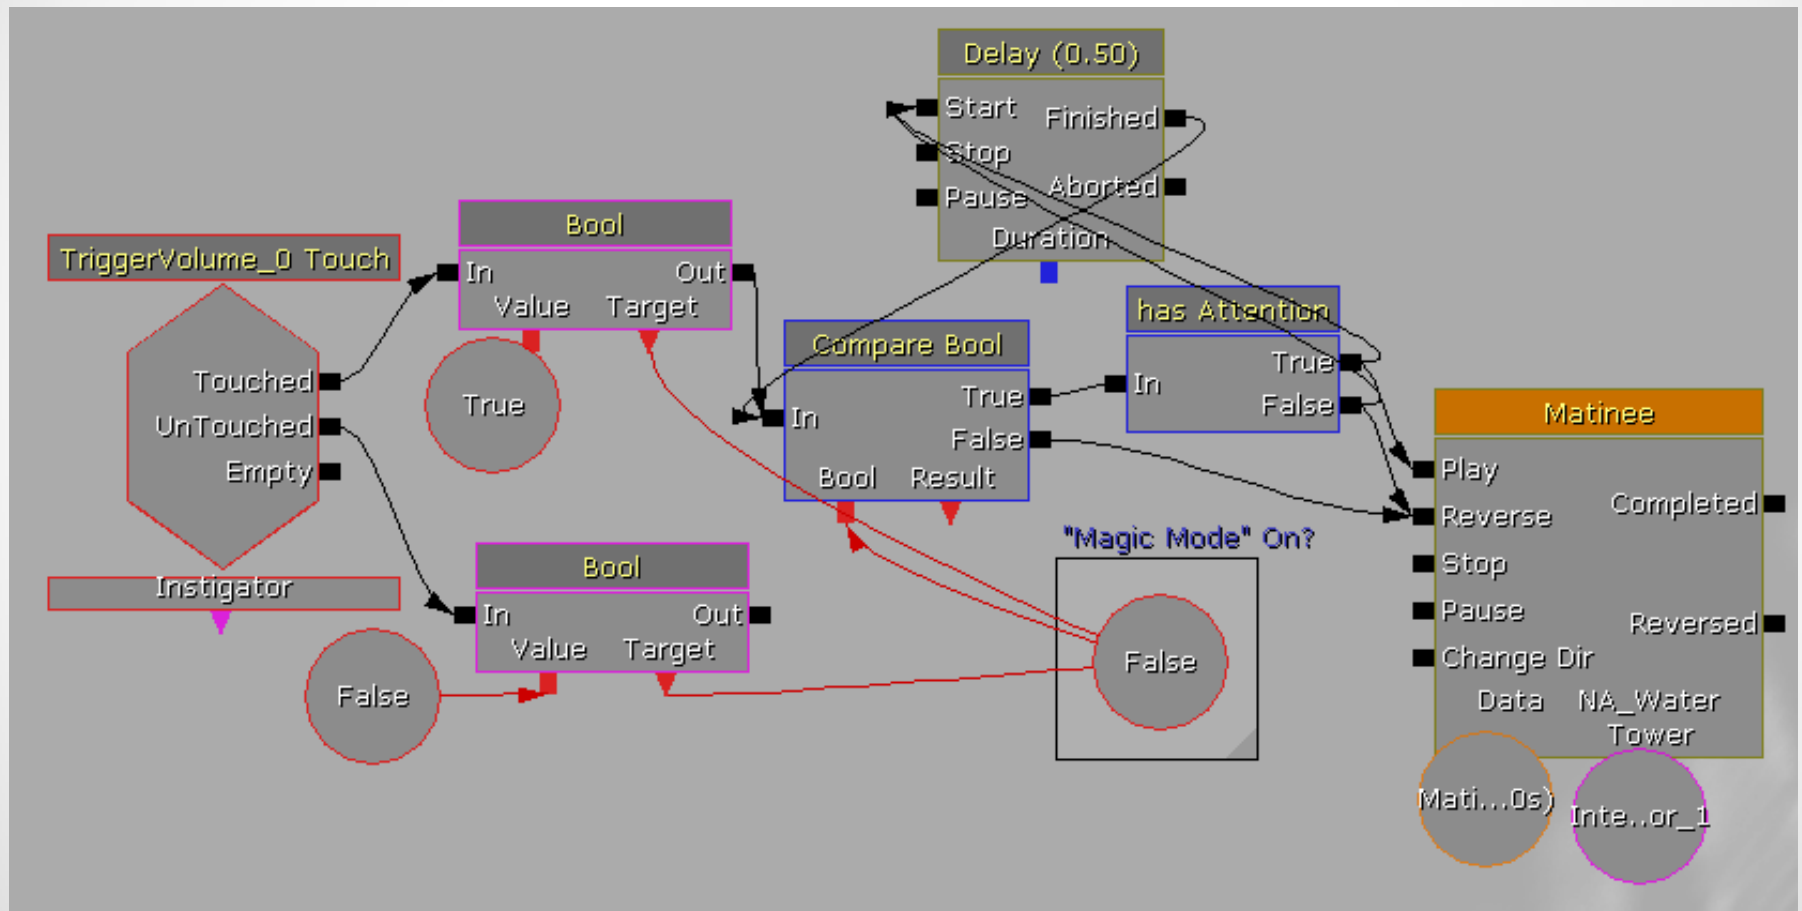 Delay (0.50)
Start
Finished
Stop
Aborted
Pause
Duration
TriggerVolume_0 Touch
Touched
UnTouched
Empty
Instigator
Bool
In
Out
Value
Target
True
Compare Bool
In
True
False
Bool
Result
has Attention
In
True
False
Bool
In
Out
Value
Target
False
"Magic Mode" On?
False
Matinee
Play
Reverse
Completed
Stop
Pause
Reversed
Change Dir
Data
NA_Water
Tower
Mati...0s)
Inte..or_1